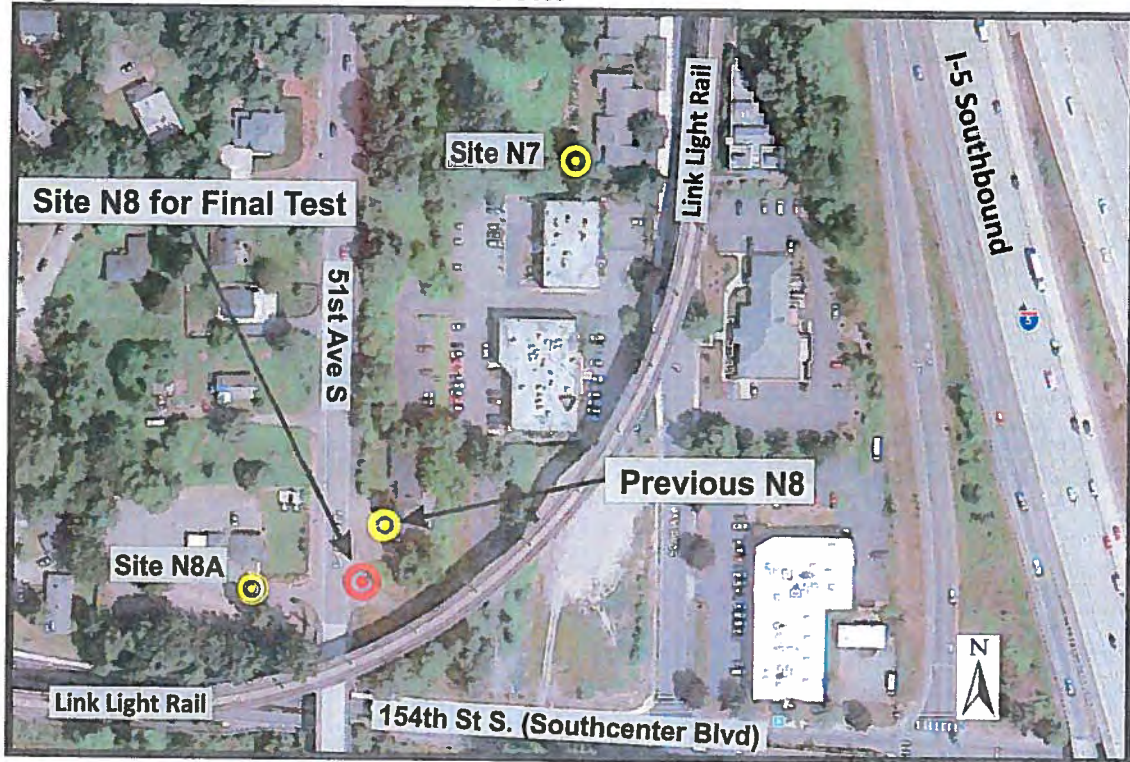 I-5 Southbound
Site N7
Link Light Rail
Site N8 for Final Test
51st Ave S
Previous N8
Site N8A
N
Link Light Rail
154th St S. (Southcenter Blvd)